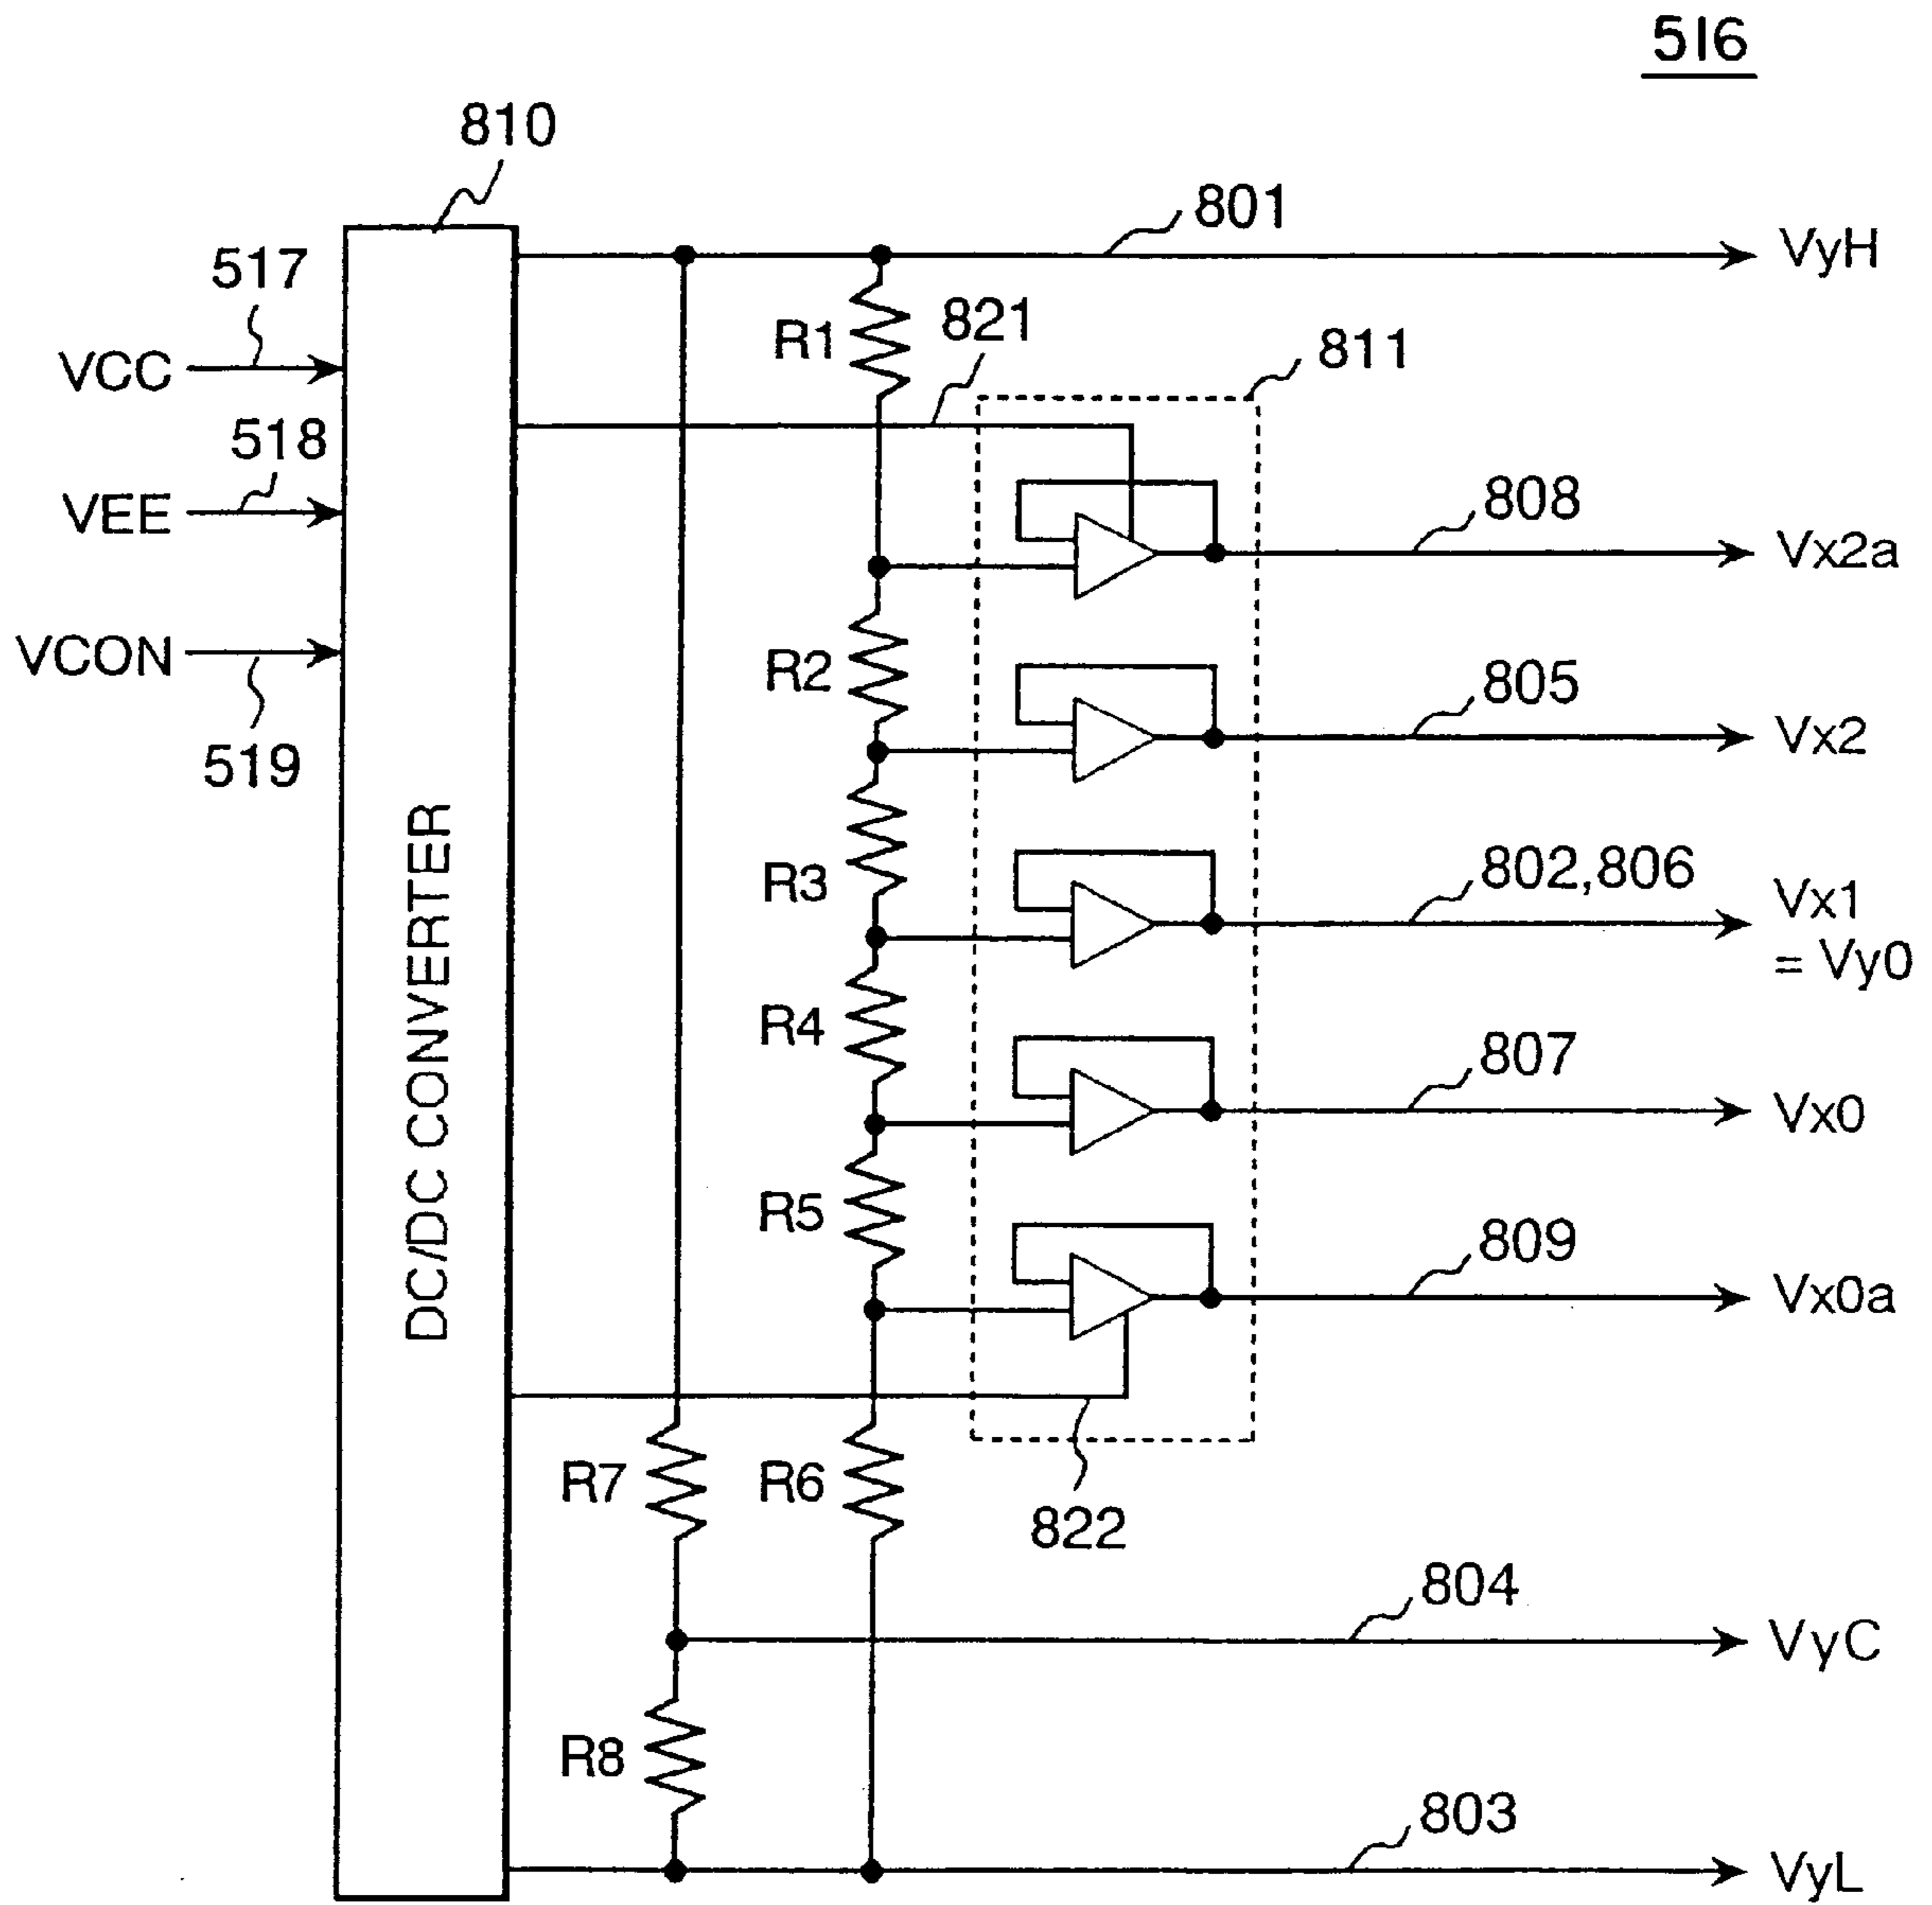 516
810
801
VyH
517
821
R1
811
VCC
518
808
VEE
Vx2a
VCON
R2
805
Vx2
519
DC/DC CONVERTER
R3
802,806
Vx1
= Vy0
R4
807
Vx0
R5
809
Vx0a
R7
R6
822
804
VyC
R8
803
VyL